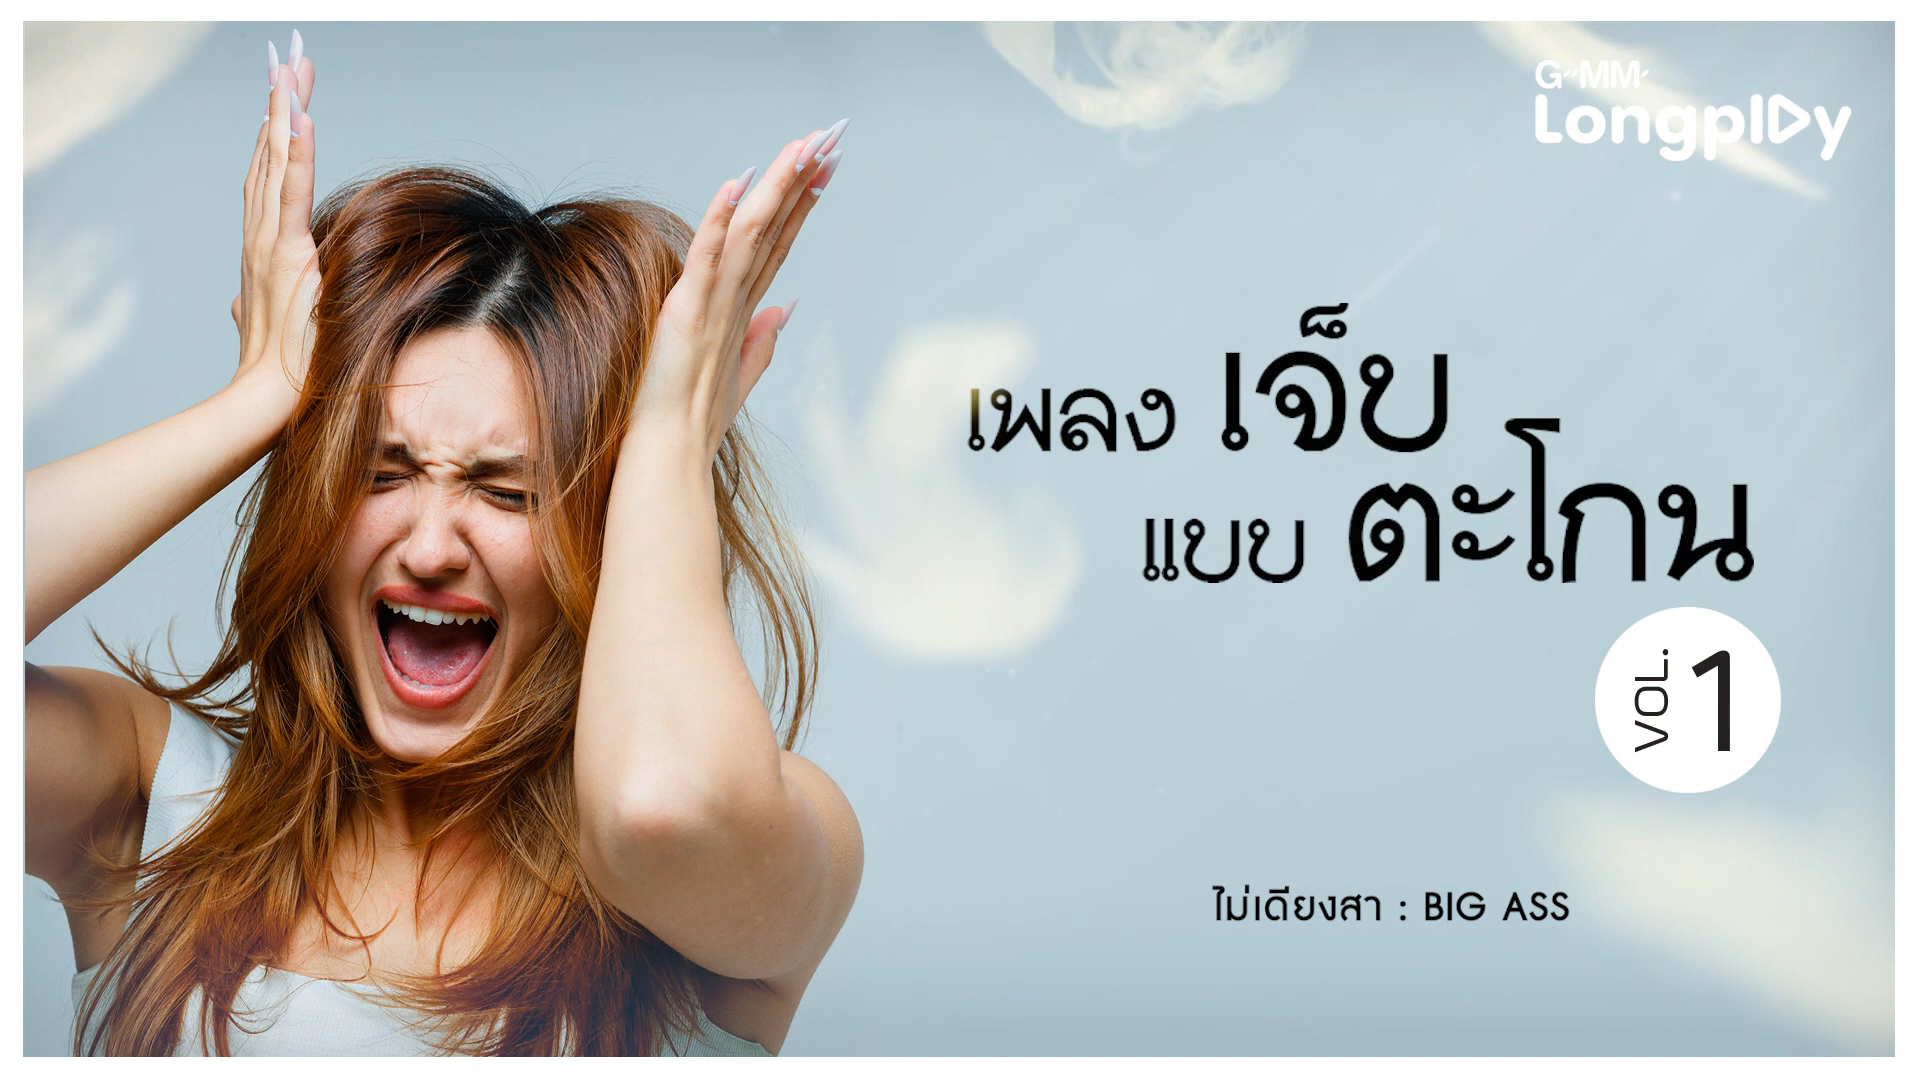 G-MM-
Longplay
เพลง เจ็บ
แบบ ตะโกน
VOL. 1
ไม่เดียงสา : BIG ASS